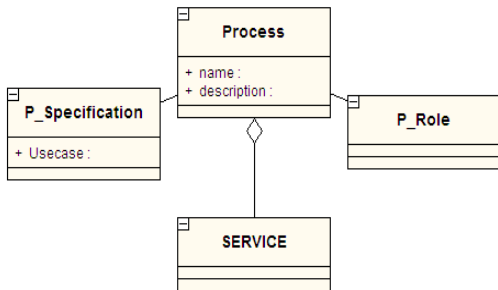 Process
+ name :
+ description :
P_Specification
+ Usecase :
P_Role
SERVICE